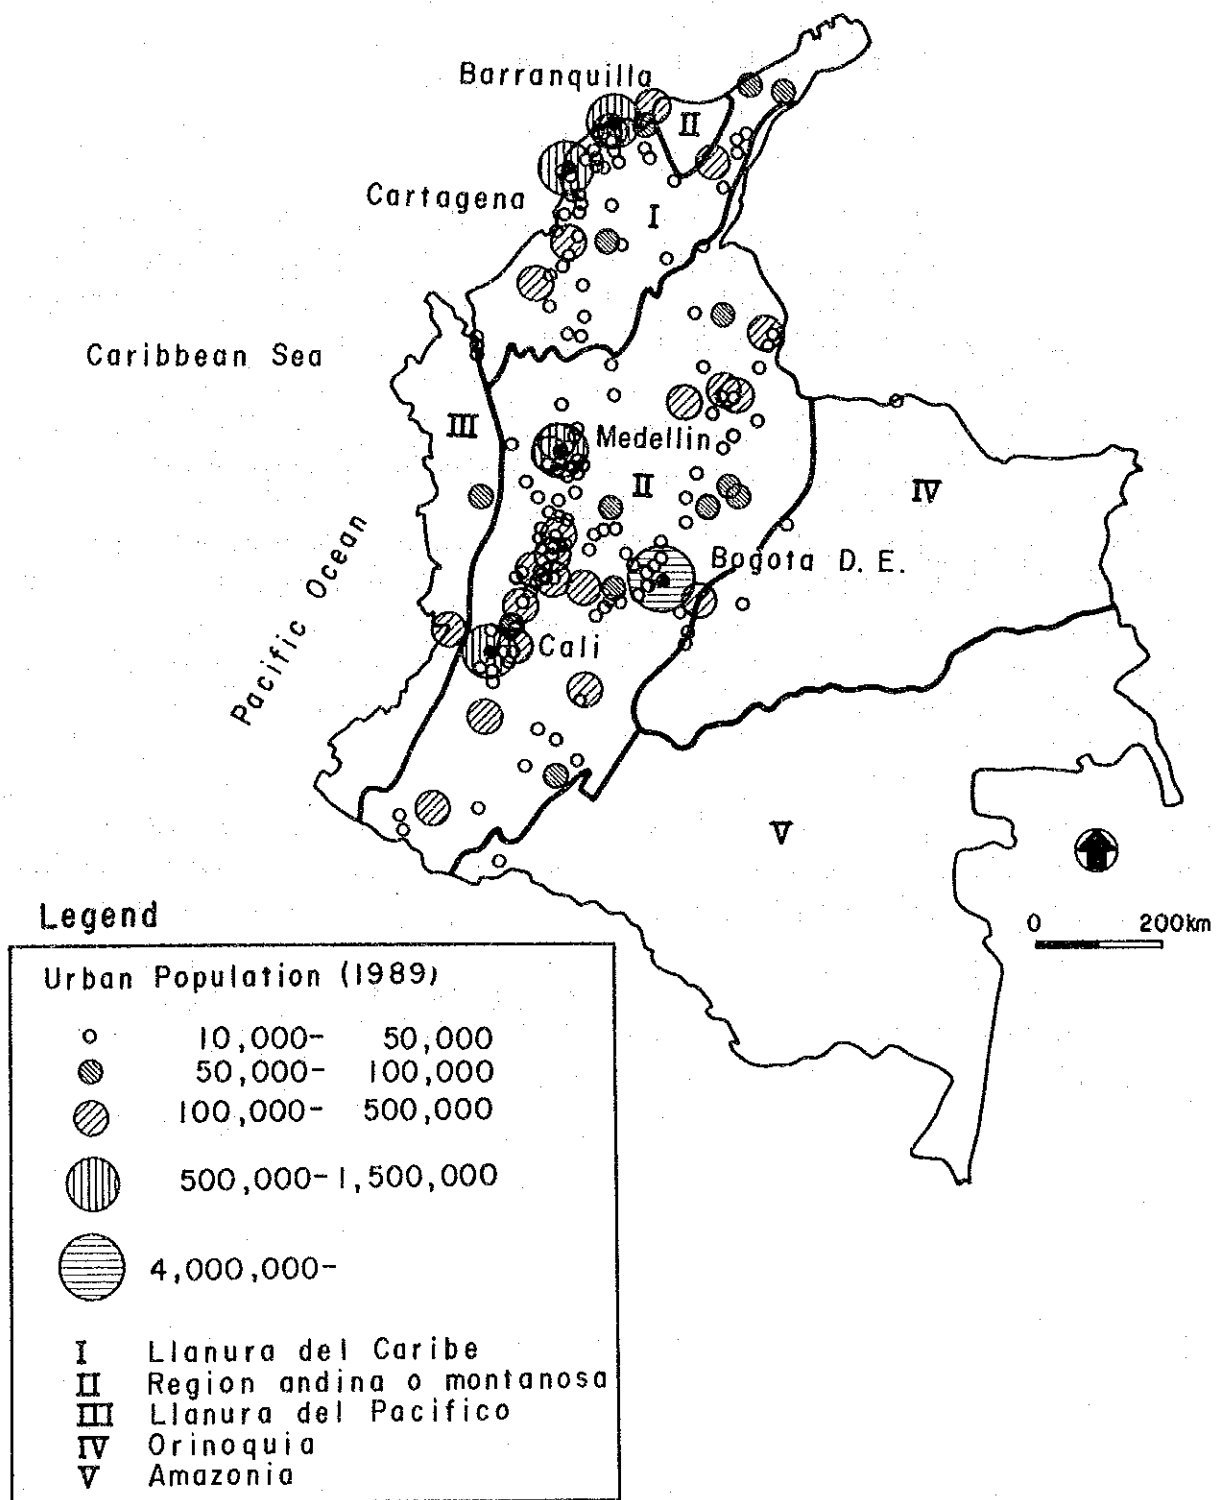 Barranquilla
II
Cartagena
I
Caribbean Sea
III
Medellin
II
IV
Pacific Ocean
Bogota D. E.
Cali
V
0 200km
Legend
Urban Population (1989)
10,000- 50,000
50,000- 100,000
100,000- 500,000
500,000-1,500,000
4,000,000-
I Llanura del Caribe
II Region andina o montanosa
III Llanura del Pacifico
IV Orinoquia
V Amazonia